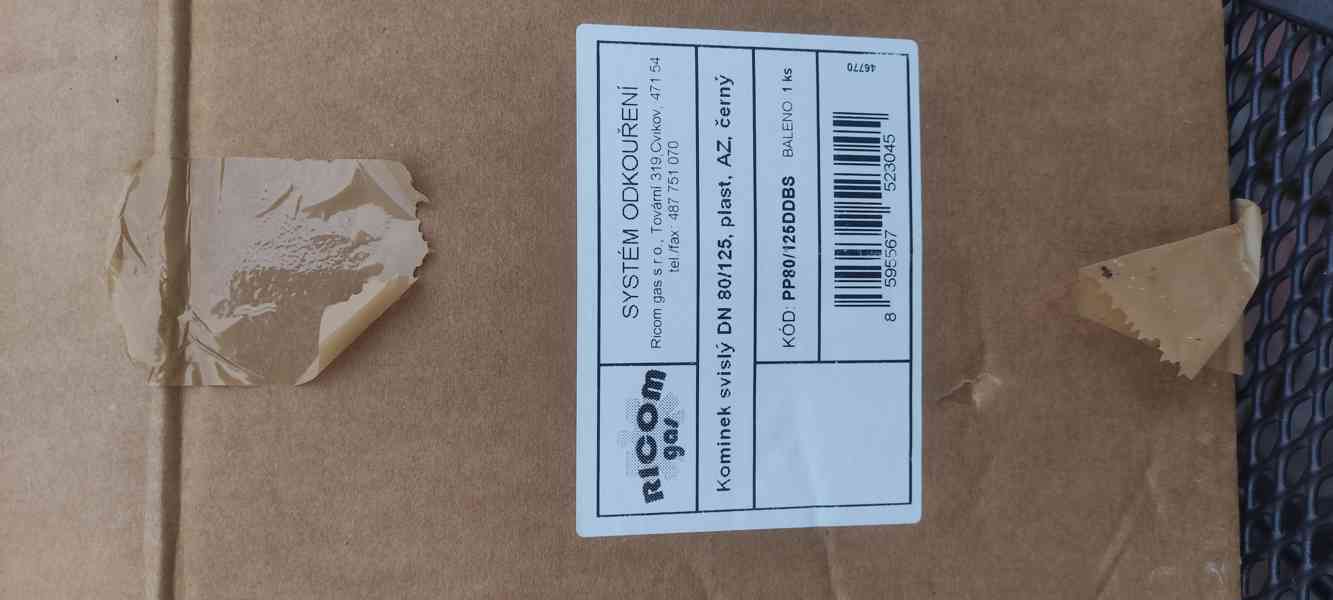 RICOM
gas
SYSTÉM ODKOUŘENÍ
Ricom gas s r.o., Tovární 319,Cvikov, 471 54
tel./fax : 487 751 070
Komínek svislý DN 80/125, plast, AZ, černý
KÓD: PP80/125DDBS BALENO 1 ks
46770
8 595567 523045